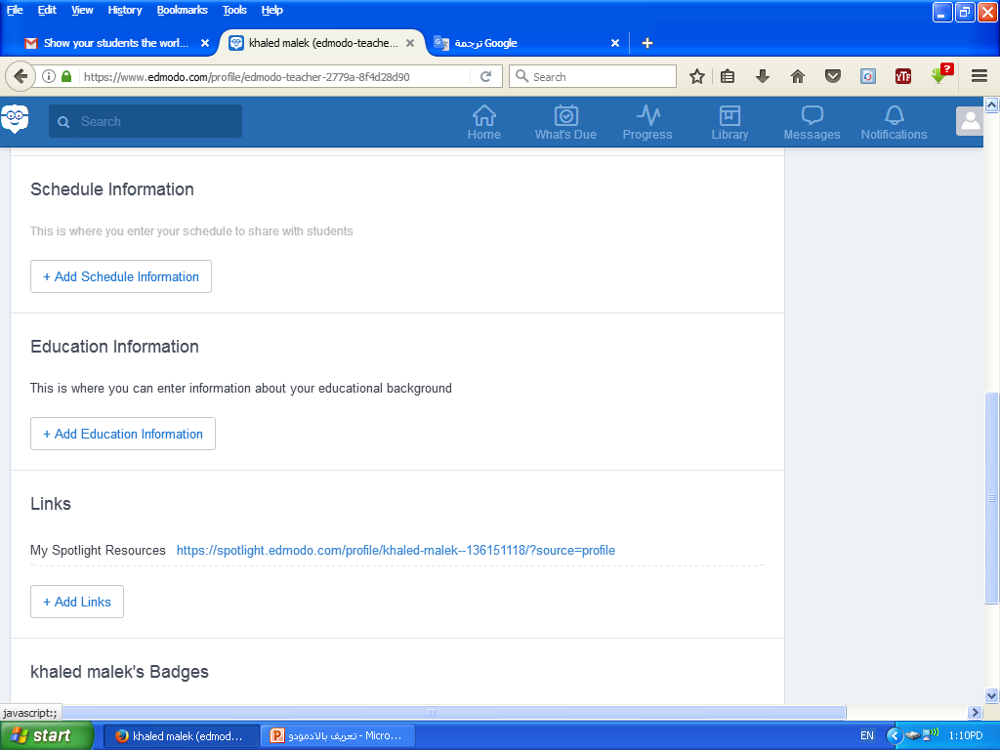 File Edit View History Bookmarks Tools Help
Show your students the worl...
khaled malek (edmodo-teache...
ترجمة Google
https://www.edmodo.com/profile/edmodo-teacher-2779a-8f4d28d90
Search
YTF
?
Search
Home
What's Due
Progress
Library
Messages
Notifications
Schedule Information
This is where you enter your schedule to share with students
+ Add Schedule Information
Education Information
This is where you can enter information about your educational background
+ Add Education Information
Links
My Spotlight Resources https://spotlight.edmodo.com/profile/khaled-malek--136151118/?source=profile
+ Add Links
khaled malek's Badges
javascript:;
start
khaled malek (edmod...
تعريف بالادمودو - Micro...
EN
1:10PD